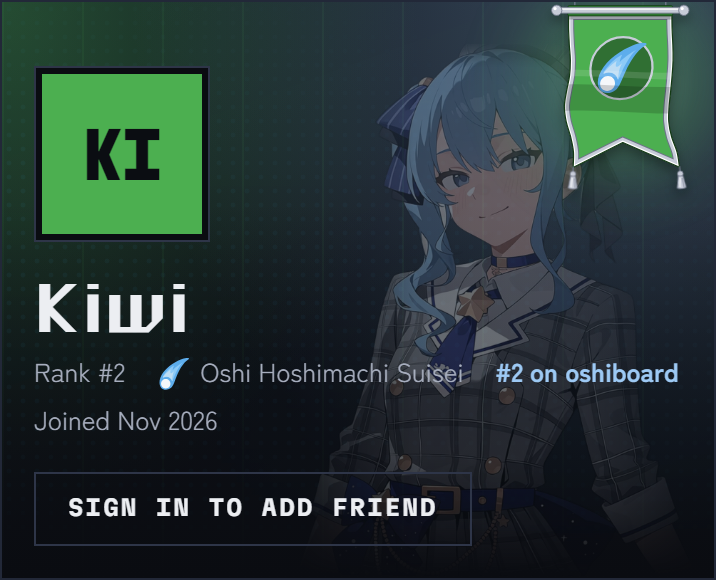 KI
Kiwi
Rank #2 Oshi Hoshimachi Suisei #2 on oshiboard
Joined Nov 2026
SIGN IN TO ADD FRIEND